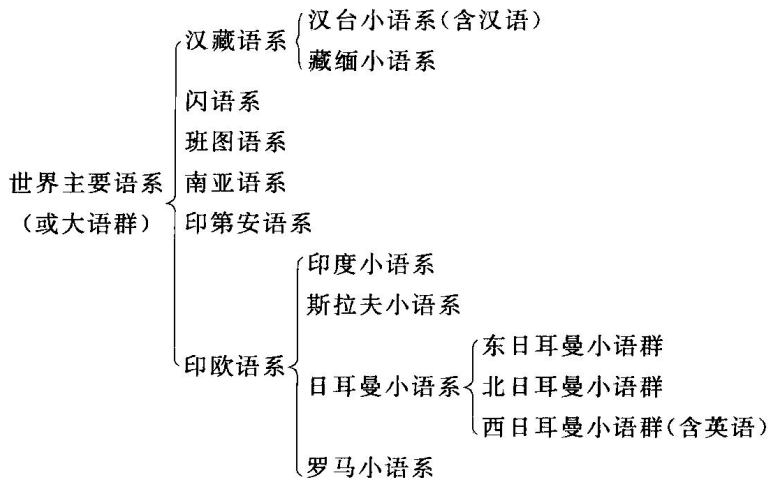 世界主要语系
（或大语群）
汉藏语系
汉台小语系（含汉语）
藏缅小语系
闪语系
班图语系
南亚语系
印第安语系
印欧语系
印度小语系
斯拉夫小语系
日耳曼小语系
东日耳曼小语群
北日耳曼小语群
西日耳曼小语群（含英语）
罗马小语系